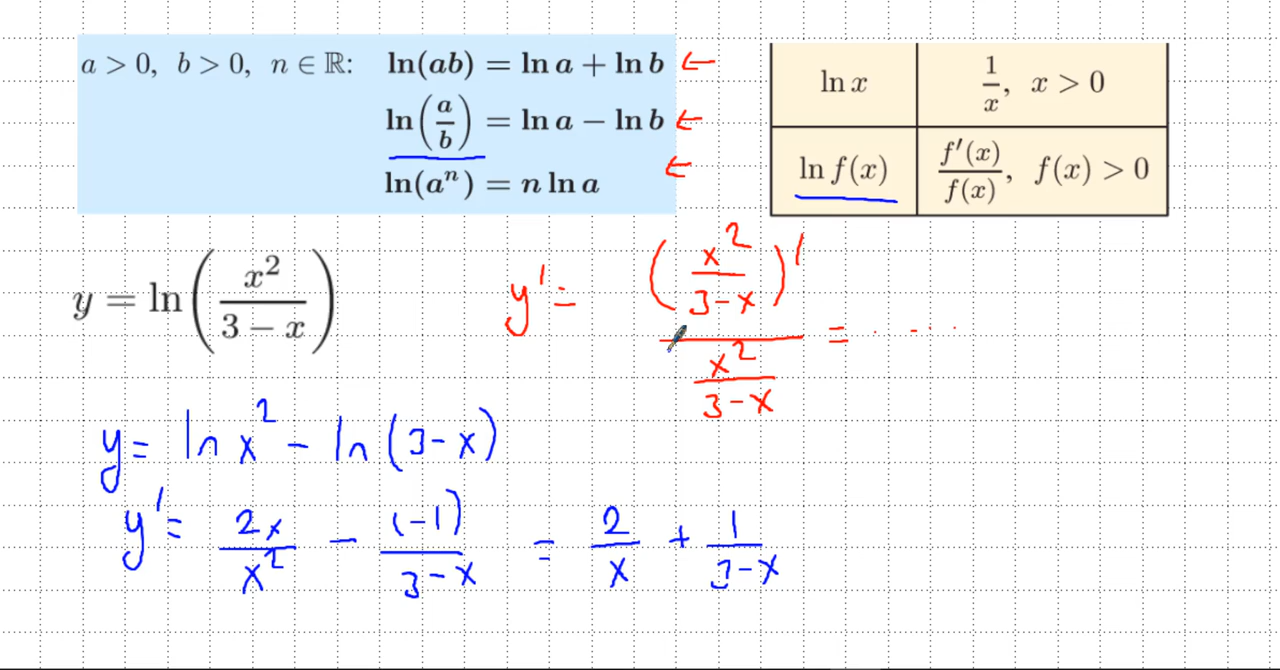 a > 0, b > 0, n ∈ ℝ: ln(ab) = ln a + ln b ←
ln(a/b) = ln a − ln b ←
ln(aⁿ) = n ln a ←
ln x | 1/x, x > 0
ln f(x) | f′(x)/f(x), f(x) > 0
y = ln(x²/(3 − x))
y' = (x²/(3-x))' / (x²/(3-x)) = .....
y = ln x² - ln (3-x)
y' = 2x/x² - (-1)/(3-x) = 2/x + 1/(3-x)